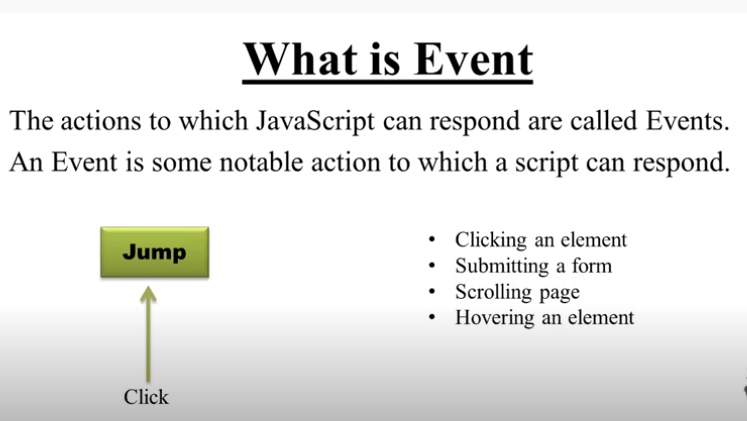 What is Event
The actions to which JavaScript can respond are called Events.
An Event is some notable action to which a script can respond.
Jump
Click
• Clicking an element
• Submitting a form
• Scrolling page
• Hovering an element